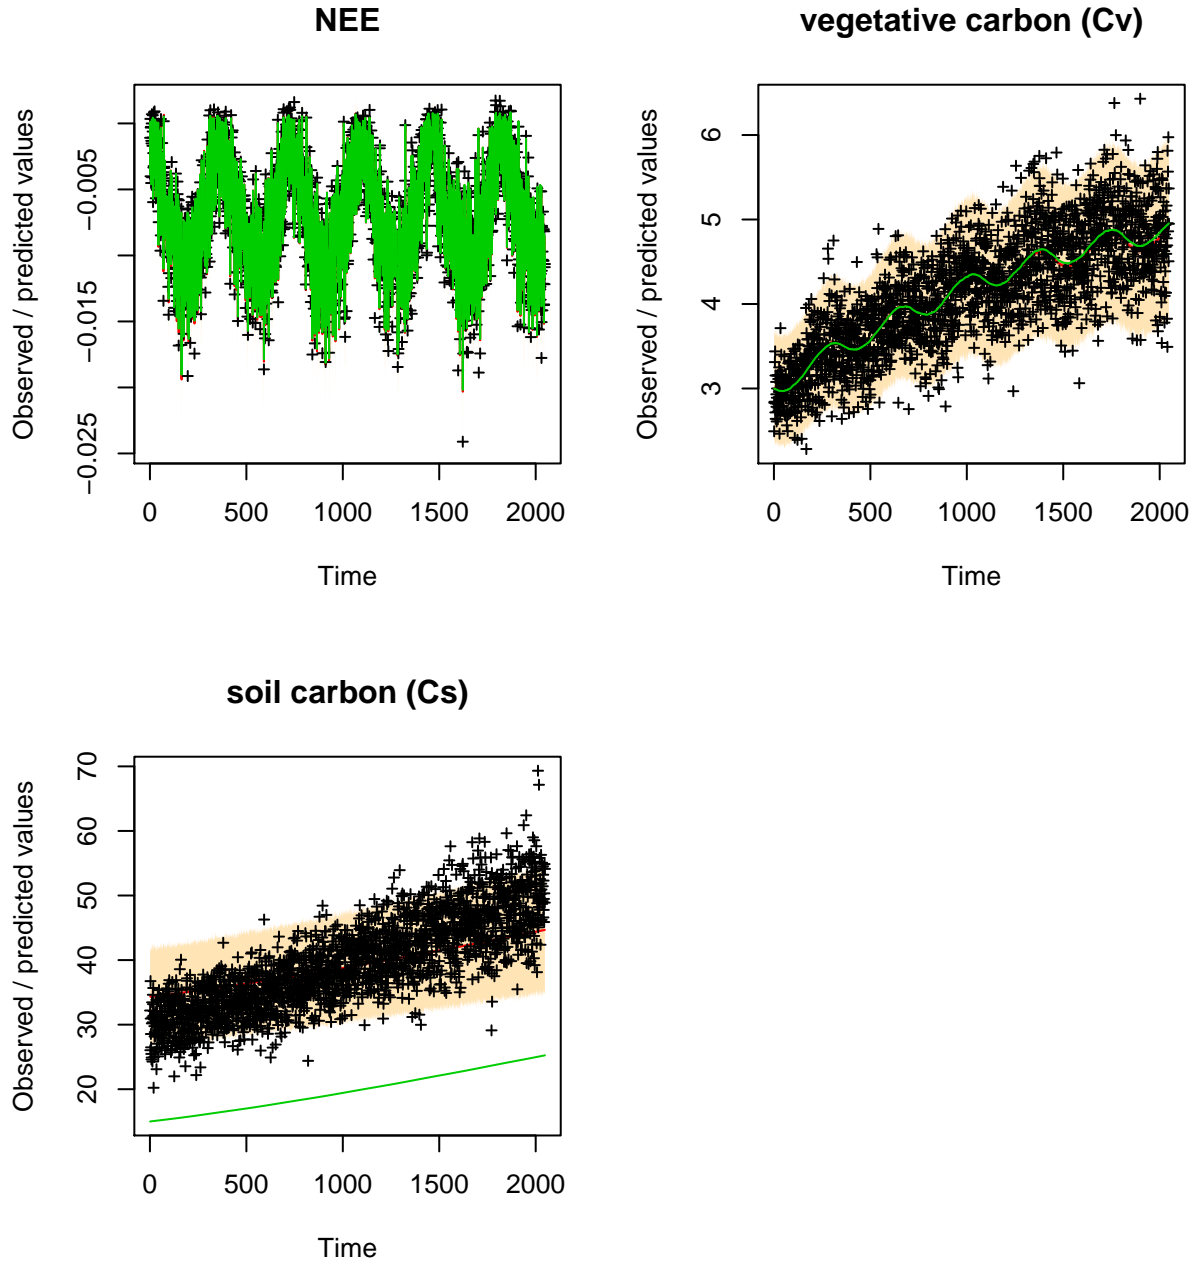 NEE
Observed / predicted values
−0.005
−0.015
−0.025
0 500 1000 1500 2000
Time
vegetative carbon (Cv)
Observed / predicted values
6
5
4
3
0 500 1000 1500 2000
Time
soil carbon (Cs)
Observed / predicted values
70
60
50
40
30
20
0 500 1000 1500 2000
Time